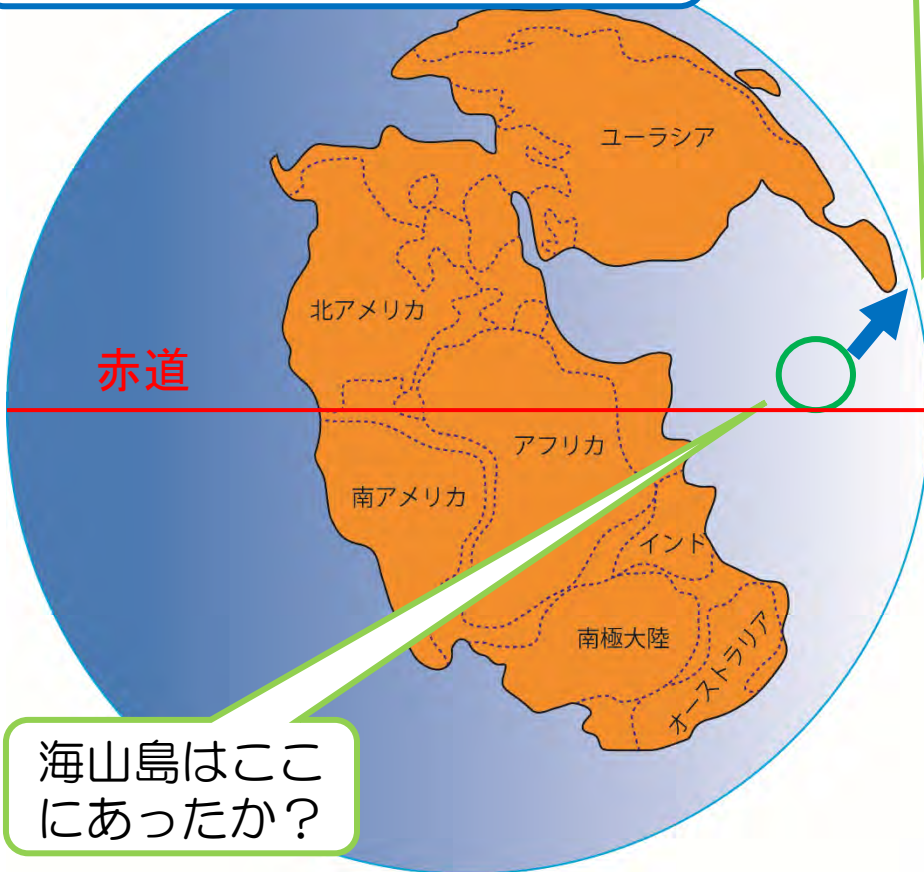 ユーラシア
北アメリカ
赤道
アフリカ
南アメリカ
インド
南極大陸
オーストラリア
海山島はここ
にあったか？